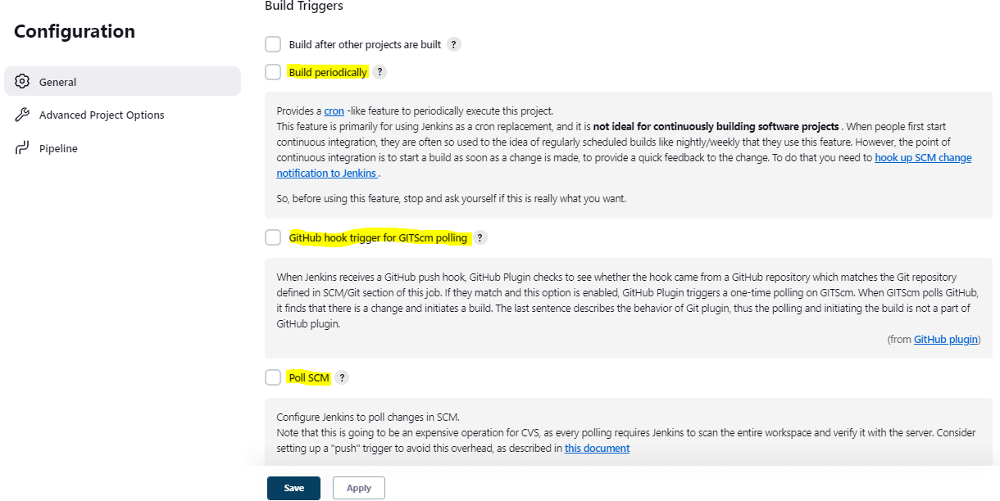 Build Triggers
Configuration
Build after other projects are built ?
Build periodically ?
General
Advanced Project Options
Pipeline
Provides a cron -like feature to periodically execute this project.
This feature is primarily for using Jenkins as a cron replacement, and it is not ideal for continuously building software projects . When people first start
continuous integration, they are often so used to the idea of regularly scheduled builds like nightly/weekly that they use this feature. However, the point of
continuous integration is to start a build as soon as a change is made, to provide a quick feedback to the change. To do that you need to hook up SCM change
notification to Jenkins .
So, before using this feature, stop and ask yourself if this is really what you want.
GitHub hook trigger for GITScm polling ?
When Jenkins receives a GitHub push hook, GitHub Plugin checks to see whether the hook came from a GitHub repository which matches the Git repository
defined in SCM/Git section of this job. If they match and this option is enabled, GitHub Plugin triggers a one-time polling on GITScm. When GITScm polls GitHub,
it finds that there is a change and initiates a build. The last sentence describes the behavior of Git plugin, thus the polling and initiating the build is not a part of
GitHub plugin.
(from GitHub plugin)
Poll SCM ?
Configure Jenkins to poll changes in SCM.
Note that this is going to be an expensive operation for CVS, as every polling requires Jenkins to scan the entire workspace and verify it with the server. Consider
setting up a "push" trigger to avoid this overhead, as described in this document
Save
Apply